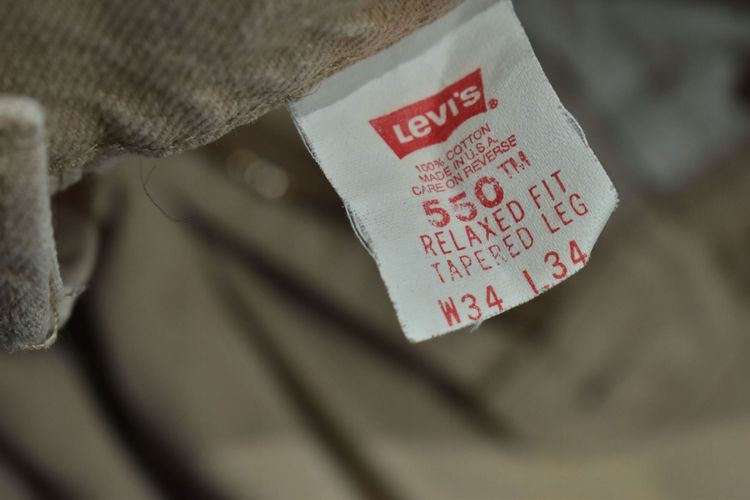 Levi's®
100% COTTON
MADE IN U.S.A.
CARE ON REVERSE
550™
RELAXED FIT
TAPERED LEG
W34 L34